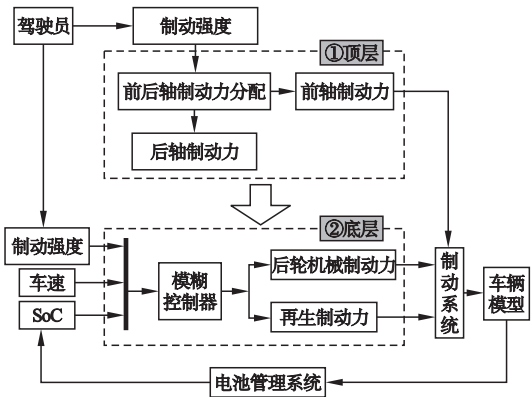 驾驶员
制动强度
①顶层
前后轴制动力分配
前轴制动力
后轴制动力
②底层
制动强度
车速
SoC
模糊
控制器
后轮机械制动力
再生制动力
制动系统
车辆
模型
电池管理系统